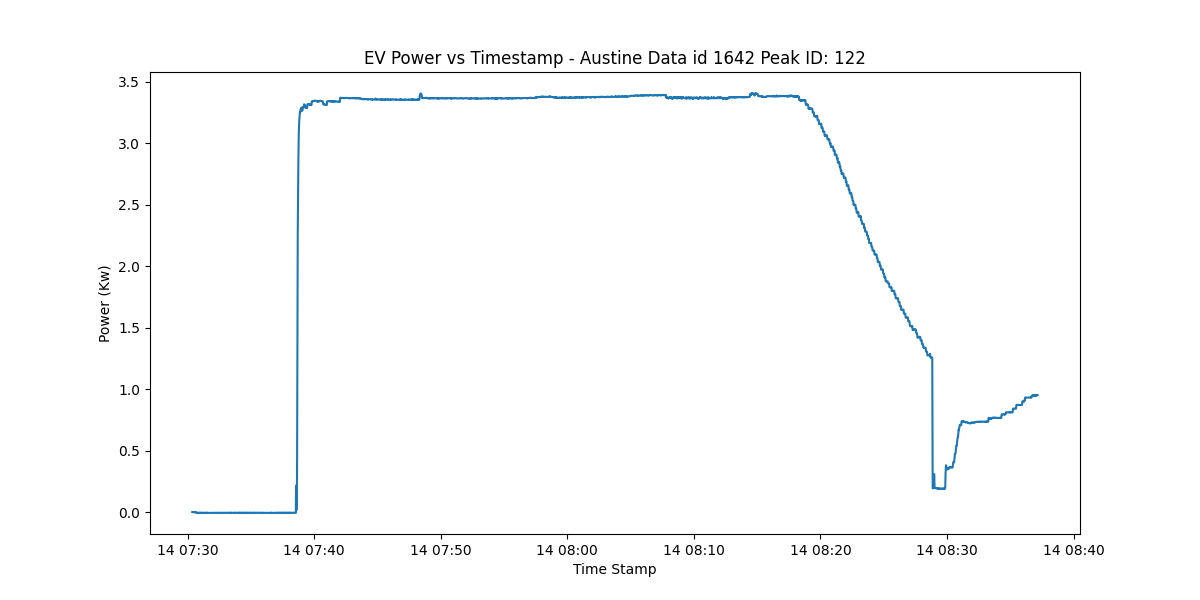 EV Power vs Timestamp - Austine Data id 1642 Peak ID: 122
Power (Kw)
3.5
3.0
2.5
2.0
1.5
1.0
0.5
0.0
14 07:30 14 07:40 14 07:50 14 08:00 14 08:10 14 08:20 14 08:30 14 08:40
Time Stamp